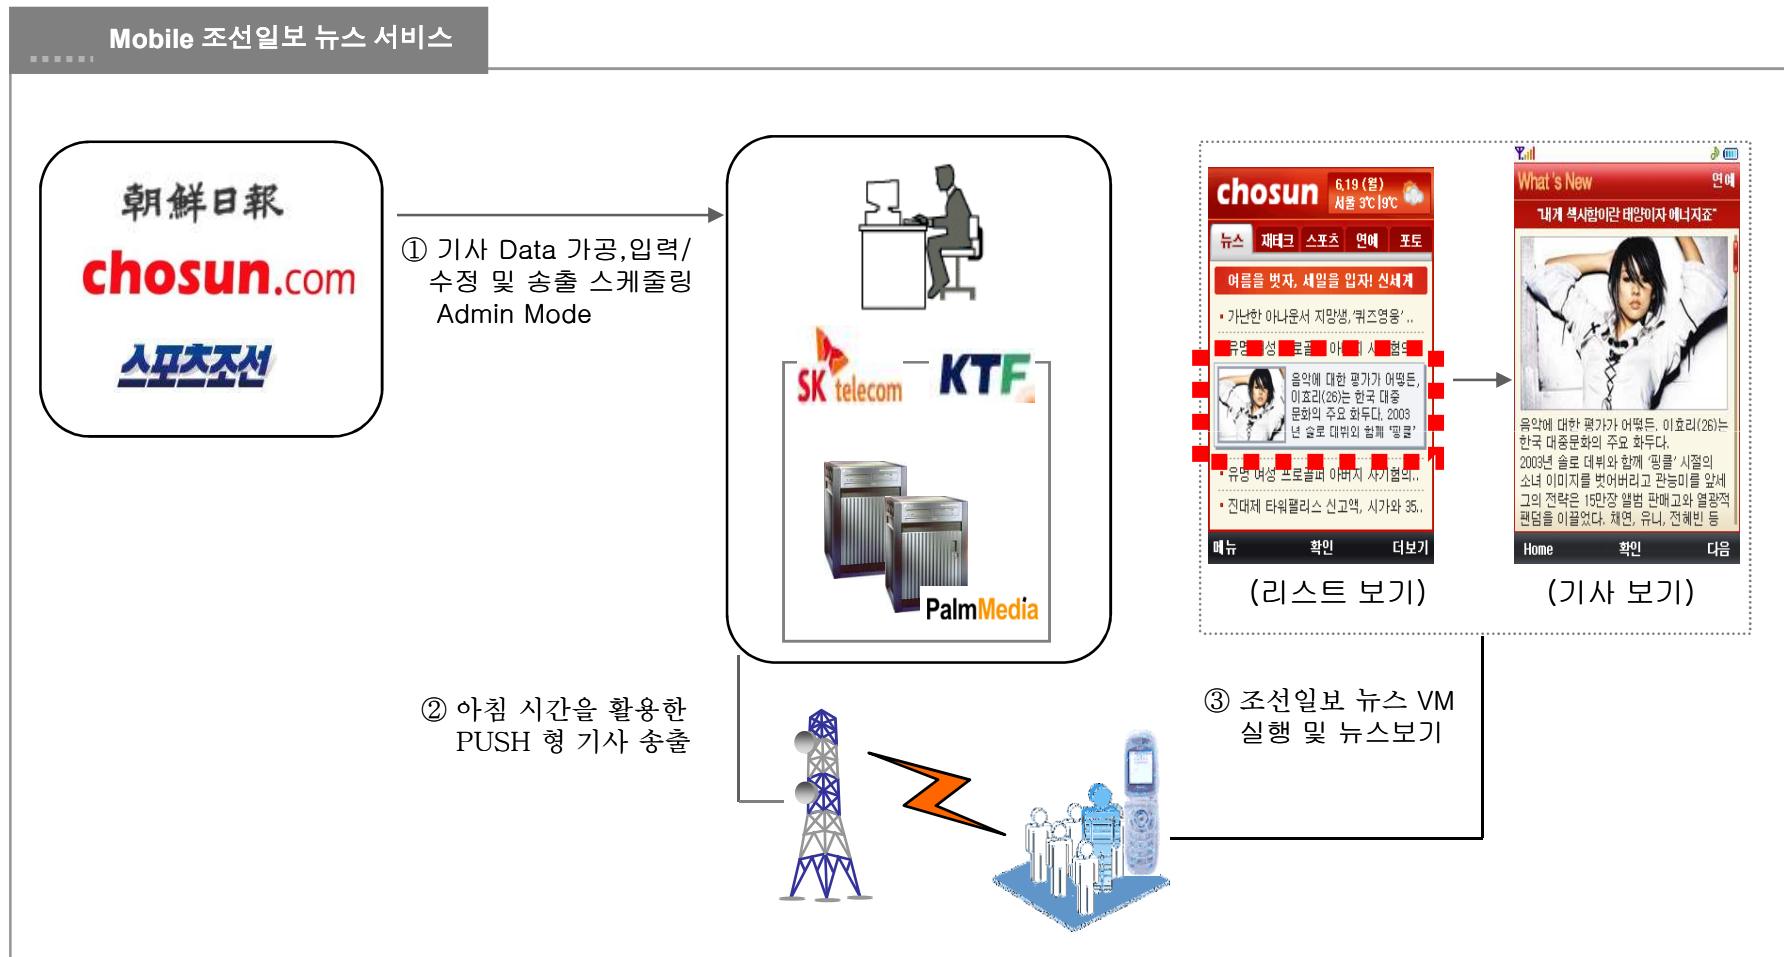 Mobile 조선일보 뉴스 서비스
朝鮮日報
chosun.com
스포츠조선
① 기사 Data 가공,입력/
수정 및 송출 스케줄링
Admin Mode
SK telecom
KTF
PalmMedia
② 아침 시간을 활용한
PUSH 형 기사 송출
chosun
6,19 (월)
서울 3℃|9℃
뉴스 재테크 스포츠 연예 포토
여름을 벗자, 세일을 입자! 신세계
가난한 아나운서 지망생,'퀴즈영웅' ..
음악에 대한 평가가 어떻든,
이효리(26)는 한국 대중
문화의 주요 화두다, 2003
년 솔로 데뷔와 함께 '핑클'
유명 여성 프로골퍼 아버지 사기혐의..
진대제 타워팰리스 신고액, 시가와 35..
메뉴 확인 더보기
(리스트 보기)
What's New 연예
"내게 섹시함이란 태양이자 에너지죠"
음악에 대한 평가가 어떻든, 이효리(26)는
한국 대중문화의 주요 화두다.
2003년 솔로 데뷔와 함께 '핑클' 시절의
소녀 이미지를 벗어버리고 관능미를 앞세
그의 전략은 15만장 앨범 판매고와 열광적
팬덤을 이끌었다. 채연, 유니, 전혜빈 등
Home 확인 다음
(기사 보기)
③ 조선일보 뉴스 VM
실행 및 뉴스보기